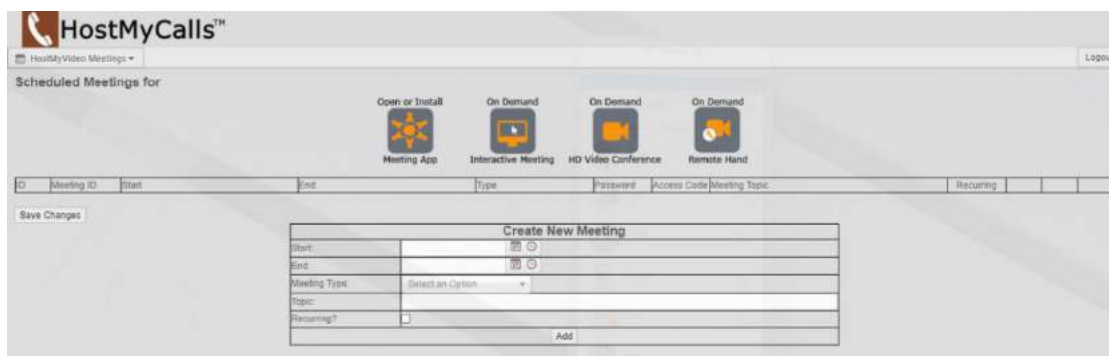 HostMyCalls™
HostMyVideo Meetings
Logou
Scheduled Meetings for
Open or Install On Demand On Demand On Demand
Meeting App Interactive Meeting HD Video Conference Remote Hand
ID Meeting ID Start End Type Password Access Code Meeting Topic Recurring
Save Changes
Create New Meeting
Start:
End:
Meeting Type: Select an Option
Topic:
Recurring?
Add